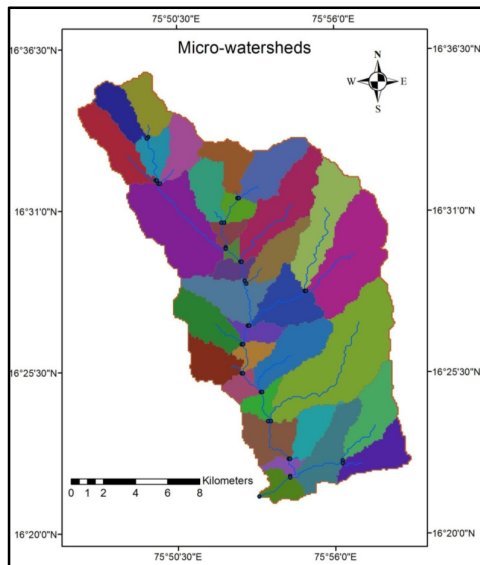 75°50'30"E 75°56'0"E
Micro-watersheds
N
W E
S
16°36'30"N 16°36'30"N
16°31'0"N 16°31'0"N
16°25'30"N 16°25'30"N
Kilometers
0 1 2 4 6 8
16°20'0"N 16°20'0"N
75°50'30"E 75°56'0"E